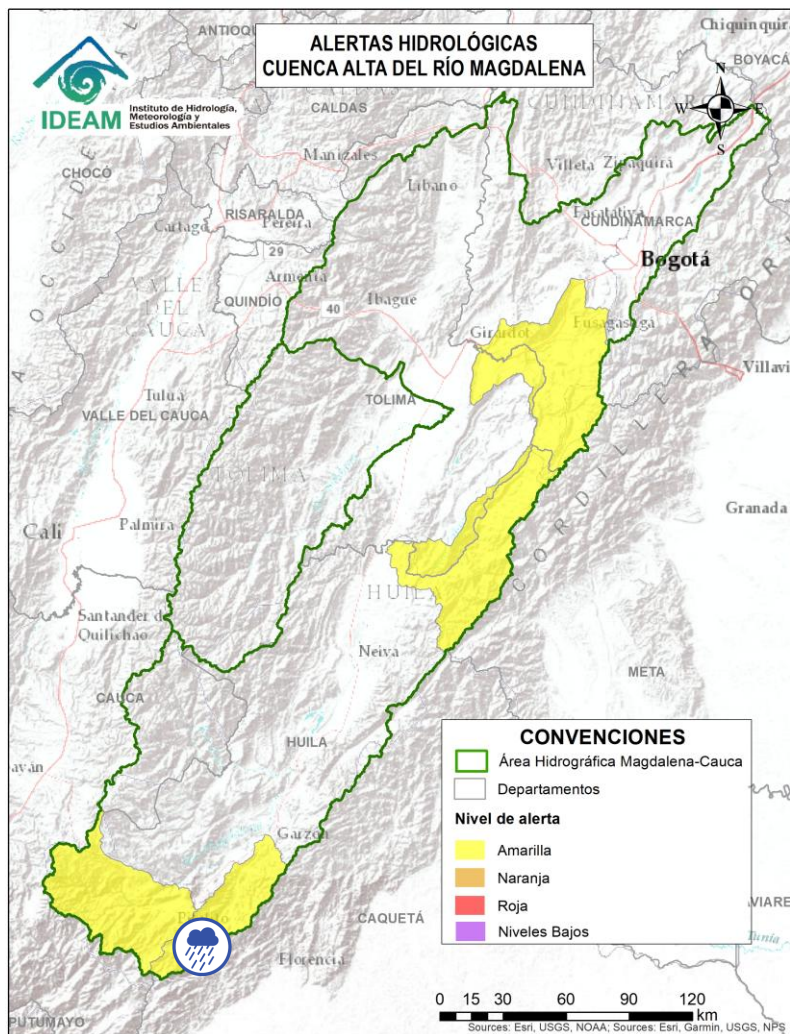 ALERTAS HIDROLÓGICAS
CUENCA ALTA DEL RÍO MAGDALENA
IDEAM
Instituto de Hidrología,
Meteorología y
Estudios Ambientales
Chiquinquirá
BOYACÁ
N
W E
S
CALDAS
Manizales
CHOCÓ
Líbano
Villeta
Zipaquirá
RISARALDA
Facatativá
CUNDINAMARCA
Cartago
Pereira
29
Bogotá
Armenia
VALLE
DEL
CAUCA
QUINDÍO
40
Ibagué
Girardot
Fusagasugá
Villavi
Tuluá
TOLIMA
VALLE DEL CAUCA
TOLIMA
CORDILLERA ORI
Granada
Cali
Palmira
HUILA
Santander de
Quilichao
Neiva
META
CAUCA
HUILA
ayán
Garzón
CAQUETÁ
Florencia
PUTUMAYO
CONVENCIONES
Área Hidrográfica Magdalena-Cauca
Departamentos
Nivel de alerta
Amarilla
Naranja
Roja
Niveles Bajos
AVIARE
0 15 30 60 90 120
km
Sources: Esri, USGS, NOAA; Sources: Esri, Garmin, USGS, NPS